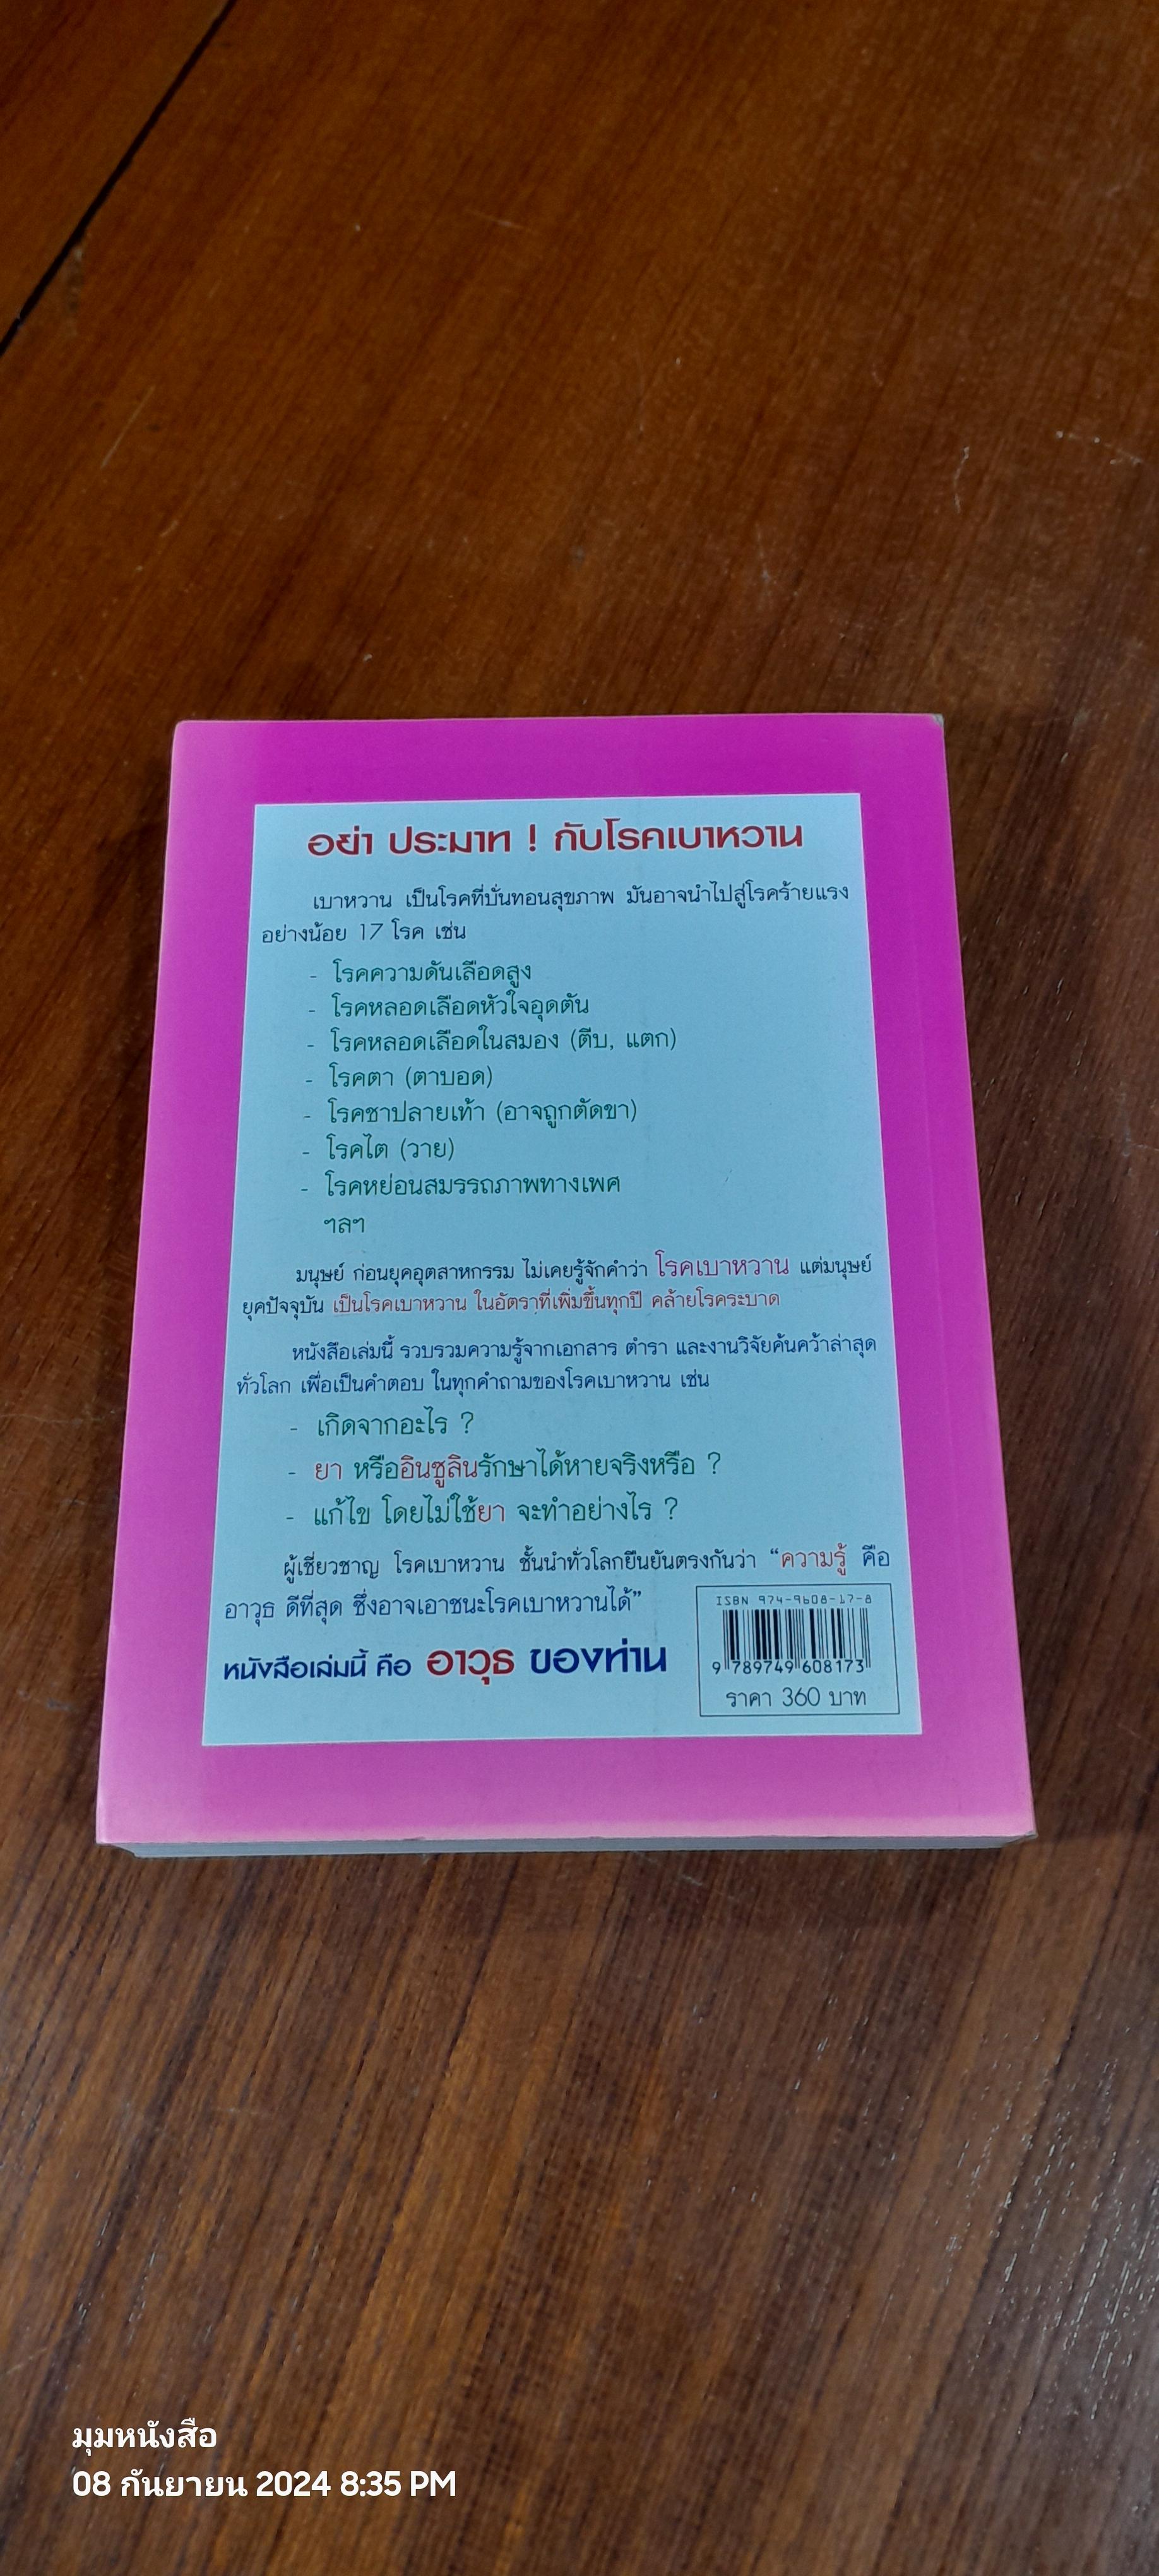 อย่า ประมาท ! กับโรคเบาหวาน
เบาหวาน เป็นโรคที่บั่นทอนสุขภาพ มันอาจนำไปสู่โรคร้ายแรง
อย่างน้อย 17 โรค เช่น
- โรคความดันเลือดสูง
- โรคหลอดเลือดหัวใจอุดตัน
- โรคหลอดเลือดในสมอง (ตีบ, แตก)
- โรคตา (ตาบอด)
- โรคชาปลายเท้า (อาจถูกตัดขา)
- โรคไต (วาย)
- โรคหย่อนสมรรถภาพทางเพศ
ฯลฯ
มนุษย์ ก่อนยุคอุตสาหกรรม ไม่เคยรู้จักคำว่า โรคเบาหวาน แต่มนุษย์
ยุคปัจจุบัน เป็นโรคเบาหวาน ในอัตราที่เพิ่มขึ้นทุกปี คล้ายโรคระบาด
หนังสือเล่มนี้ รวบรวมความรู้จากเอกสาร ตำรา และงานวิจัยค้นคว้าล่าสุด
ทั่วโลก เพื่อเป็นคำตอบ ในทุกคำถามของโรคเบาหวาน เช่น
- เกิดจากอะไร ?
- ยา หรืออินซูลินรักษาได้หายจริงหรือ ?
- แก้ไข โดยไม่ใช้ยา จะทำอย่างไร ?
ผู้เชี่ยวชาญ โรคเบาหวาน ชั้นนำทั่วโลกยืนยันตรงกันว่า “ความรู้ คือ
อาวุธ ดีที่สุด ซึ่งอาจเอาชนะโรคเบาหวานได้”
หนังสือเล่มนี้ คือ อาวุธ ของท่าน
ISBN 974-9608-17-8
9 789749 608173
ราคา 360 บาท
มุมหนังสือ
08 กันยายน 2024 8:35 PM